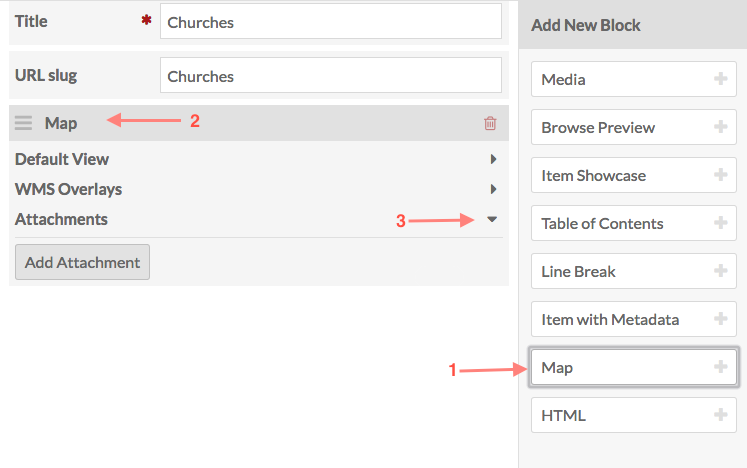 Title * Churches
URL slug Churches
Map 2
Default View
WMS Overlays
Attachments 3
Add Attachment
Add New Block
Media
Browse Preview
Item Showcase
Table of Contents
Line Break
Item with Metadata
1 Map
HTML